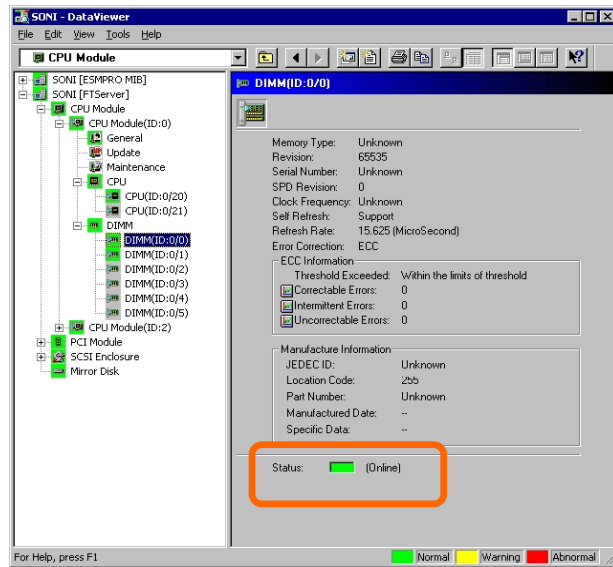 SONI - DataViewer
File Edit View Tools Help
CPU Module
SONI [ESMPRO MIB]
SONI [FTServer]
CPU Module
CPU Module(ID:0)
General
Update
Maintenance
CPU
CPU(ID:0/20)
CPU(ID:0/21)
DIMM
DIMM(ID:0/0)
DIMM(ID:0/1)
DIMM(ID:0/2)
DIMM(ID:0/3)
DIMM(ID:0/4)
DIMM(ID:0/5)
CPU Module(ID:2)
PCI Module
SCSI Enclosure
Mirror Disk
DIMM(ID:0/0)
Memory Type: Unknown
Revision: 65535
Serial Number: Unknown
SPD Revision: 0
Clock Frequency: Unknown
Self Refresh: Support
Refresh Rate: 15.625 (MicroSecond)
Error Correction: ECC
ECC Information
Threshold Exceeded: Within the limits of threshold
Correctable Errors: 0
Intermittent Errors: 0
Uncorrectable Errors: 0
Manufacture Information
JEDEC ID: Unknown
Location Code: 255
Part Number: Unknown
Manufactured Date: --
Specific Data: --
Status: (Online)
For Help, press F1
Normal Warning Abnormal